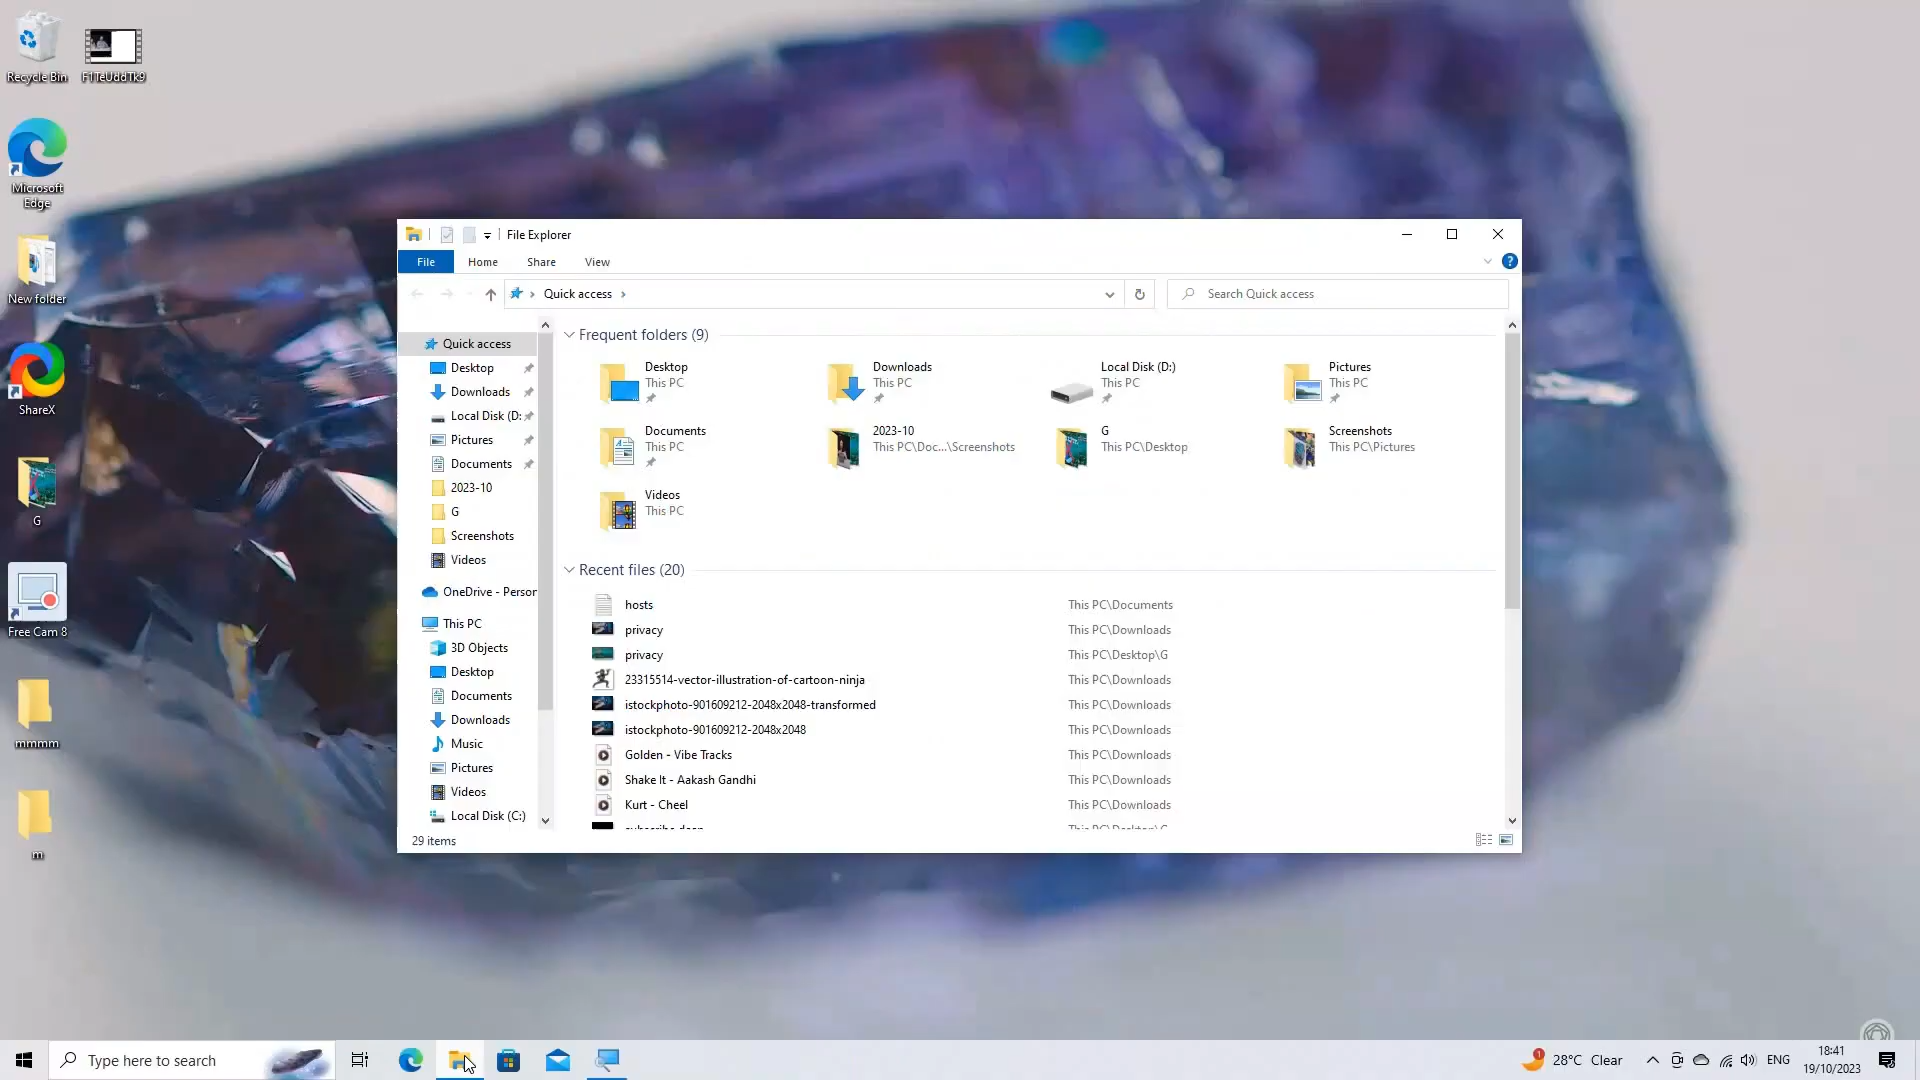 Recycle Bin
F1TeUddTk9
Microsoft
Edge
New folder
ShareX
G
Free Cam 8
mmmm
m
File Explorer
File Home Share View
Quick access
Search Quick access
Quick access
Desktop
Downloads
Local Disk (D:
Pictures
Documents
2023-10
G
Screenshots
Videos
OneDrive - Person
This PC
3D Objects
Desktop
Documents
Downloads
Music
Pictures
Videos
Local Disk (C:)
Frequent folders (9)
Desktop
This PC
Downloads
This PC
Local Disk (D:)
This PC
Pictures
This PC
Documents
This PC
2023-10
This PC\Doc...\Screenshots
G
This PC\Desktop
Screenshots
This PC\Pictures
Videos
This PC
Recent files (20)
hosts This PC\Documents
privacy This PC\Downloads
privacy This PC\Desktop\G
23315514-vector-illustration-of-cartoon-ninja This PC\Downloads
istockphoto-901609212-2048x2048-transformed This PC\Downloads
istockphoto-901609212-2048x2048 This PC\Downloads
Golden - Vibe Tracks This PC\Downloads
Shake It - Aakash Gandhi This PC\Downloads
Kurt - Cheel This PC\Downloads
29 items
Type here to search
1
28°C Clear
ENG
18:41
19/10/2023